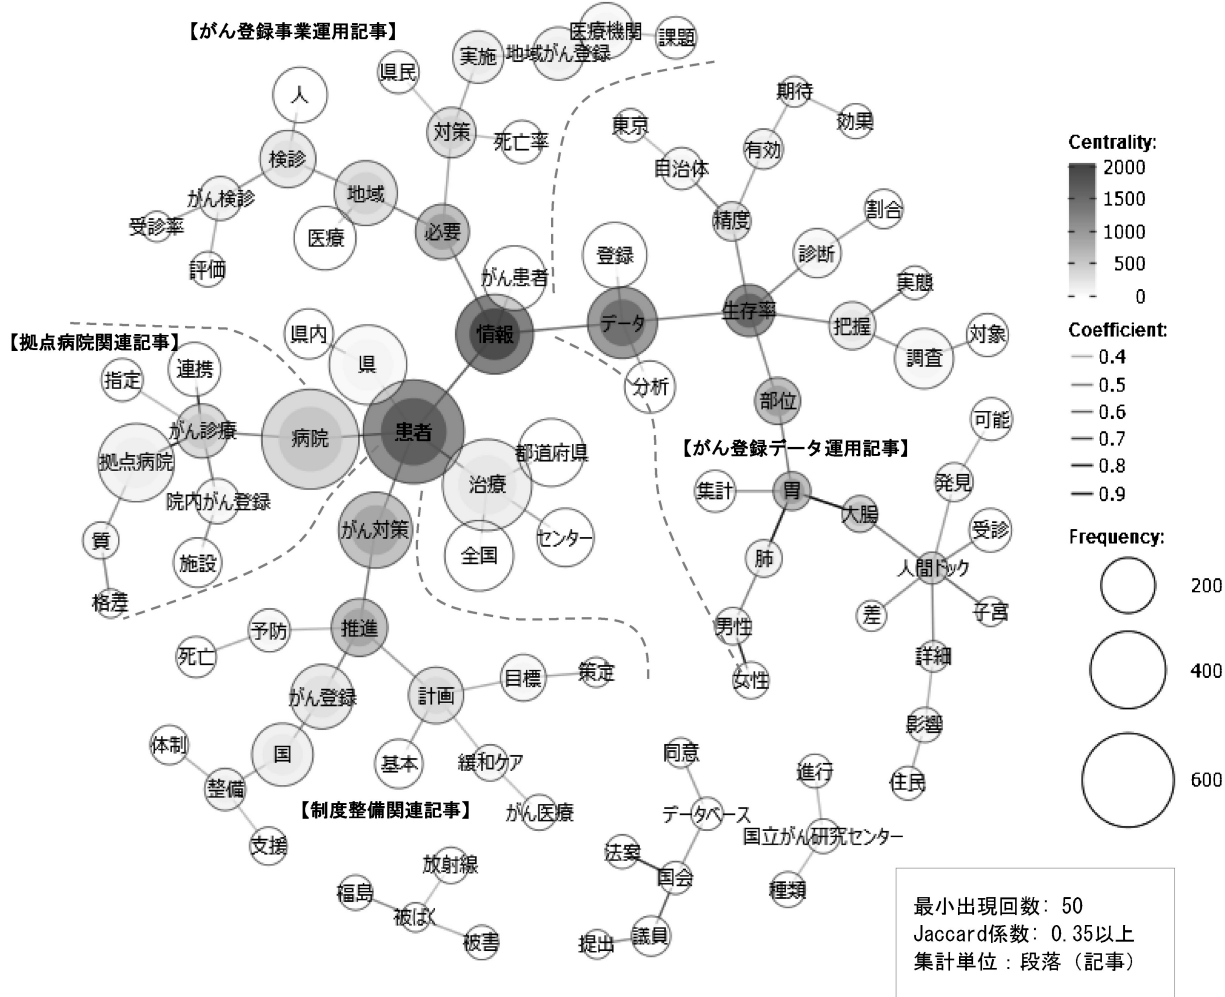 【がん登録事業運用記事】
医療機関
課題
実施
地域がん登録
県民
人
対策
死亡率
検診
地域
がん検診
受診率
評価
医療
必要
がん患者
情報
期待
効果
東京
有効
自治体
精度
割合
登録
診断
実態
データ
生存率
把握
調査
対象
分析
部位
【拠点病院関連記事】
県内
県
連携
指定
がん診療
病院
患者
拠点病院
治療
都道府県
院内がん登録
がん対策
全国
センター
施設
質
格差
【がん登録データ運用記事】
可能
集計
胃
大腸
発見
受診
肺
人間ドック
差
子宮
男性
女性
詳細
影響
住民
予防
推進
死亡
がん登録
計画
目標
策定
国
体制
整備
基本
緩和ケア
支援
がん医療
【制度整備関連記事】
同意
進行
データベース
国立がん研究センター
法案
国会
種類
議員
提出
放射線
福島
被ばく
被害
Centrality:
2000
1500
1000
500
0
Coefficient:
0.4
0.5
0.6
0.7
0.8
0.9
Frequency:
200
400
600
最小出現回数: 50
Jaccard係数: 0.35以上
集計単位：段落（記事）